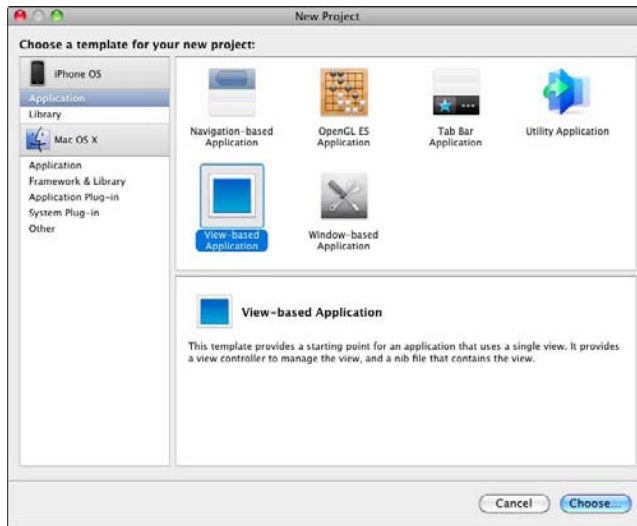 New Project
Choose a template for your new project:
iPhone OS
Application
Library
Mac OS X
Application
Framework & Library
Application Plug-in
System Plug-in
Other
Navigation-based
Application
OpenGL ES
Application
Tab Bar
Application
Utility Application
View-based
Application
Window-based
Application
View-based Application
This template provides a starting point for an application that uses a single view. It provides
a view controller to manage the view, and a nib file that contains the view.
Cancel
Choose...